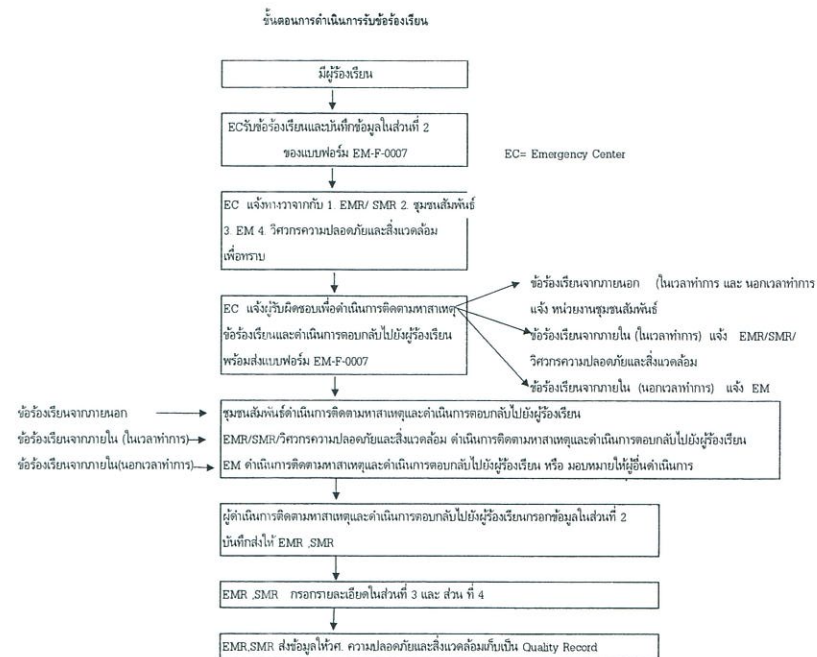 ขั้นตอนการดำเนินการรับข้อร้องเรียน
มีผู้ร้องเรียน
ECรับข้อร้องเรียนและบันทึกข้อมูลในส่วนที่ 2
ของแบบฟอร์ม EM-F-0007
EC= Emergency Center
EC แจ้งทางวาจากับ 1. EMR/ SMR 2. ชุมชนสัมพันธ์
3. EM 4. วิศวกรความปลอดภัยและสิ่งแวดล้อม
เพื่อทราบ
EC แจ้งผู้รับผิดชอบเพื่อดำเนินการติดตามหาสาเหตุ
ข้อร้องเรียนและดำเนินการตอบกลับไปยังผู้ร้องเรียน
พร้อมส่งแบบฟอร์ม EM-F-0007
ข้อร้องเรียนจากภายนอก (ในเวลาทำการ และ นอกเวลาทำการ
แจ้ง หน่วยงานชุมชนสัมพันธ์
ข้อร้องเรียนจากภายใน (ในเวลาทำการ) แจ้ง EMR/SMR/
วิศวกรความปลอดภัยและสิ่งแวดล้อม
ข้อร้องเรียนจากภายใน (นอกเวลาทำการ) แจ้ง EM
ข้อร้องเรียนจากภายนอก
ข้อร้องเรียนจากภายใน (ในเวลาทำการ)
ข้อร้องเรียนจากภายใน(นอกเวลาทำการ)
ชุมชนสัมพันธ์ดำเนินการติดตามหาสาเหตุและดำเนินการตอบกลับไปยังผู้ร้องเรียน
EMR/SMR/วิศวกรความปลอดภัยและสิ่งแวดล้อม ดำเนินการติดตามหาสาเหตุและดำเนินการตอบกลับไปยังผู้ร้องเรียน
EM ดำเนินการติดตามหาสาเหตุและดำเนินการตอบกลับไปยังผู้ร้องเรียน หรือ มอบหมายให้ผู้อื่นดำเนินการ
ผู้ดำเนินการติดตามหาสาเหตุและดำเนินการตอบกลับไปยังผู้ร้องเรียนกรอกข้อมูลในส่วนที่ 2
บันทึกส่งให้ EMR ,SMR
EMR ,SMR กรอกรายละเอียดในส่วนที่ 3 และ ส่วน ที่ 4
EMR,SMR ส่งข้อมูลให้วศ. ความปลอดภัยและสิ่งแวดล้อมเก็บเป็น Quality Record